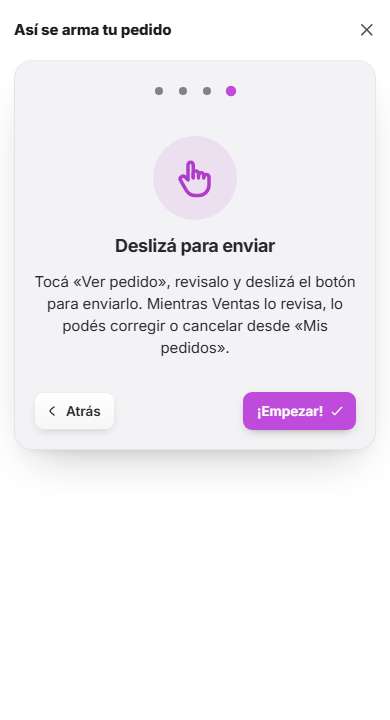 Así se arma tu pedido
Deslizá para enviar
Tocá «Ver pedido», revisalo y deslizá el botón
para enviarlo. Mientras Ventas lo revisa, lo
podés corregir o cancelar desde «Mis
pedidos».
Atrás
¡Empezar!